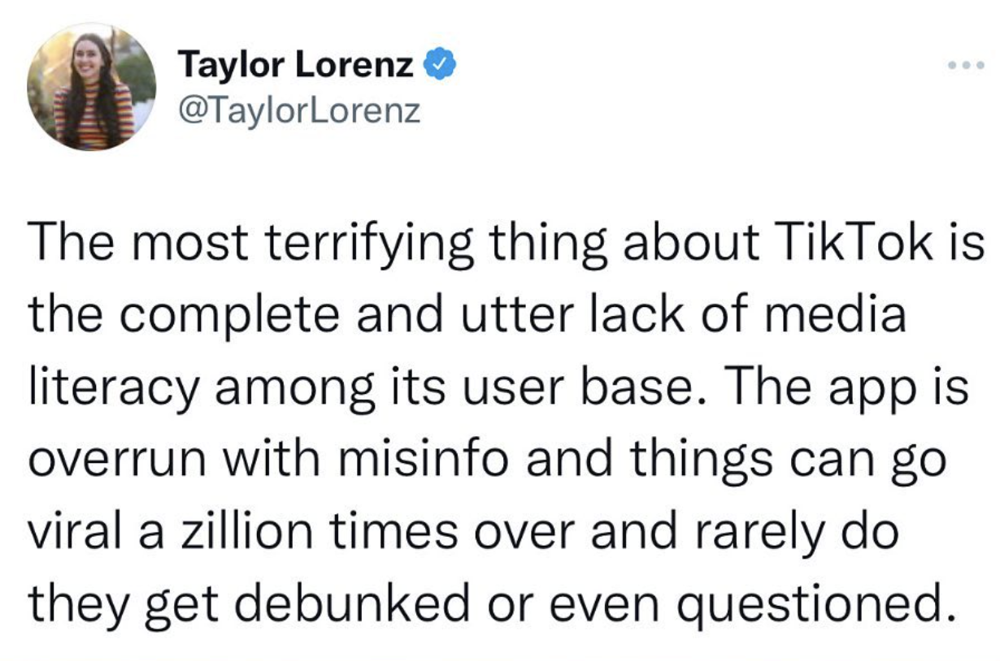 Taylor Lorenz
@TaylorLorenz
The most terrifying thing about TikTok is
the complete and utter lack of media
literacy among its user base. The app is
overrun with misinfo and things can go
viral a zillion times over and rarely do
they get debunked or even questioned.